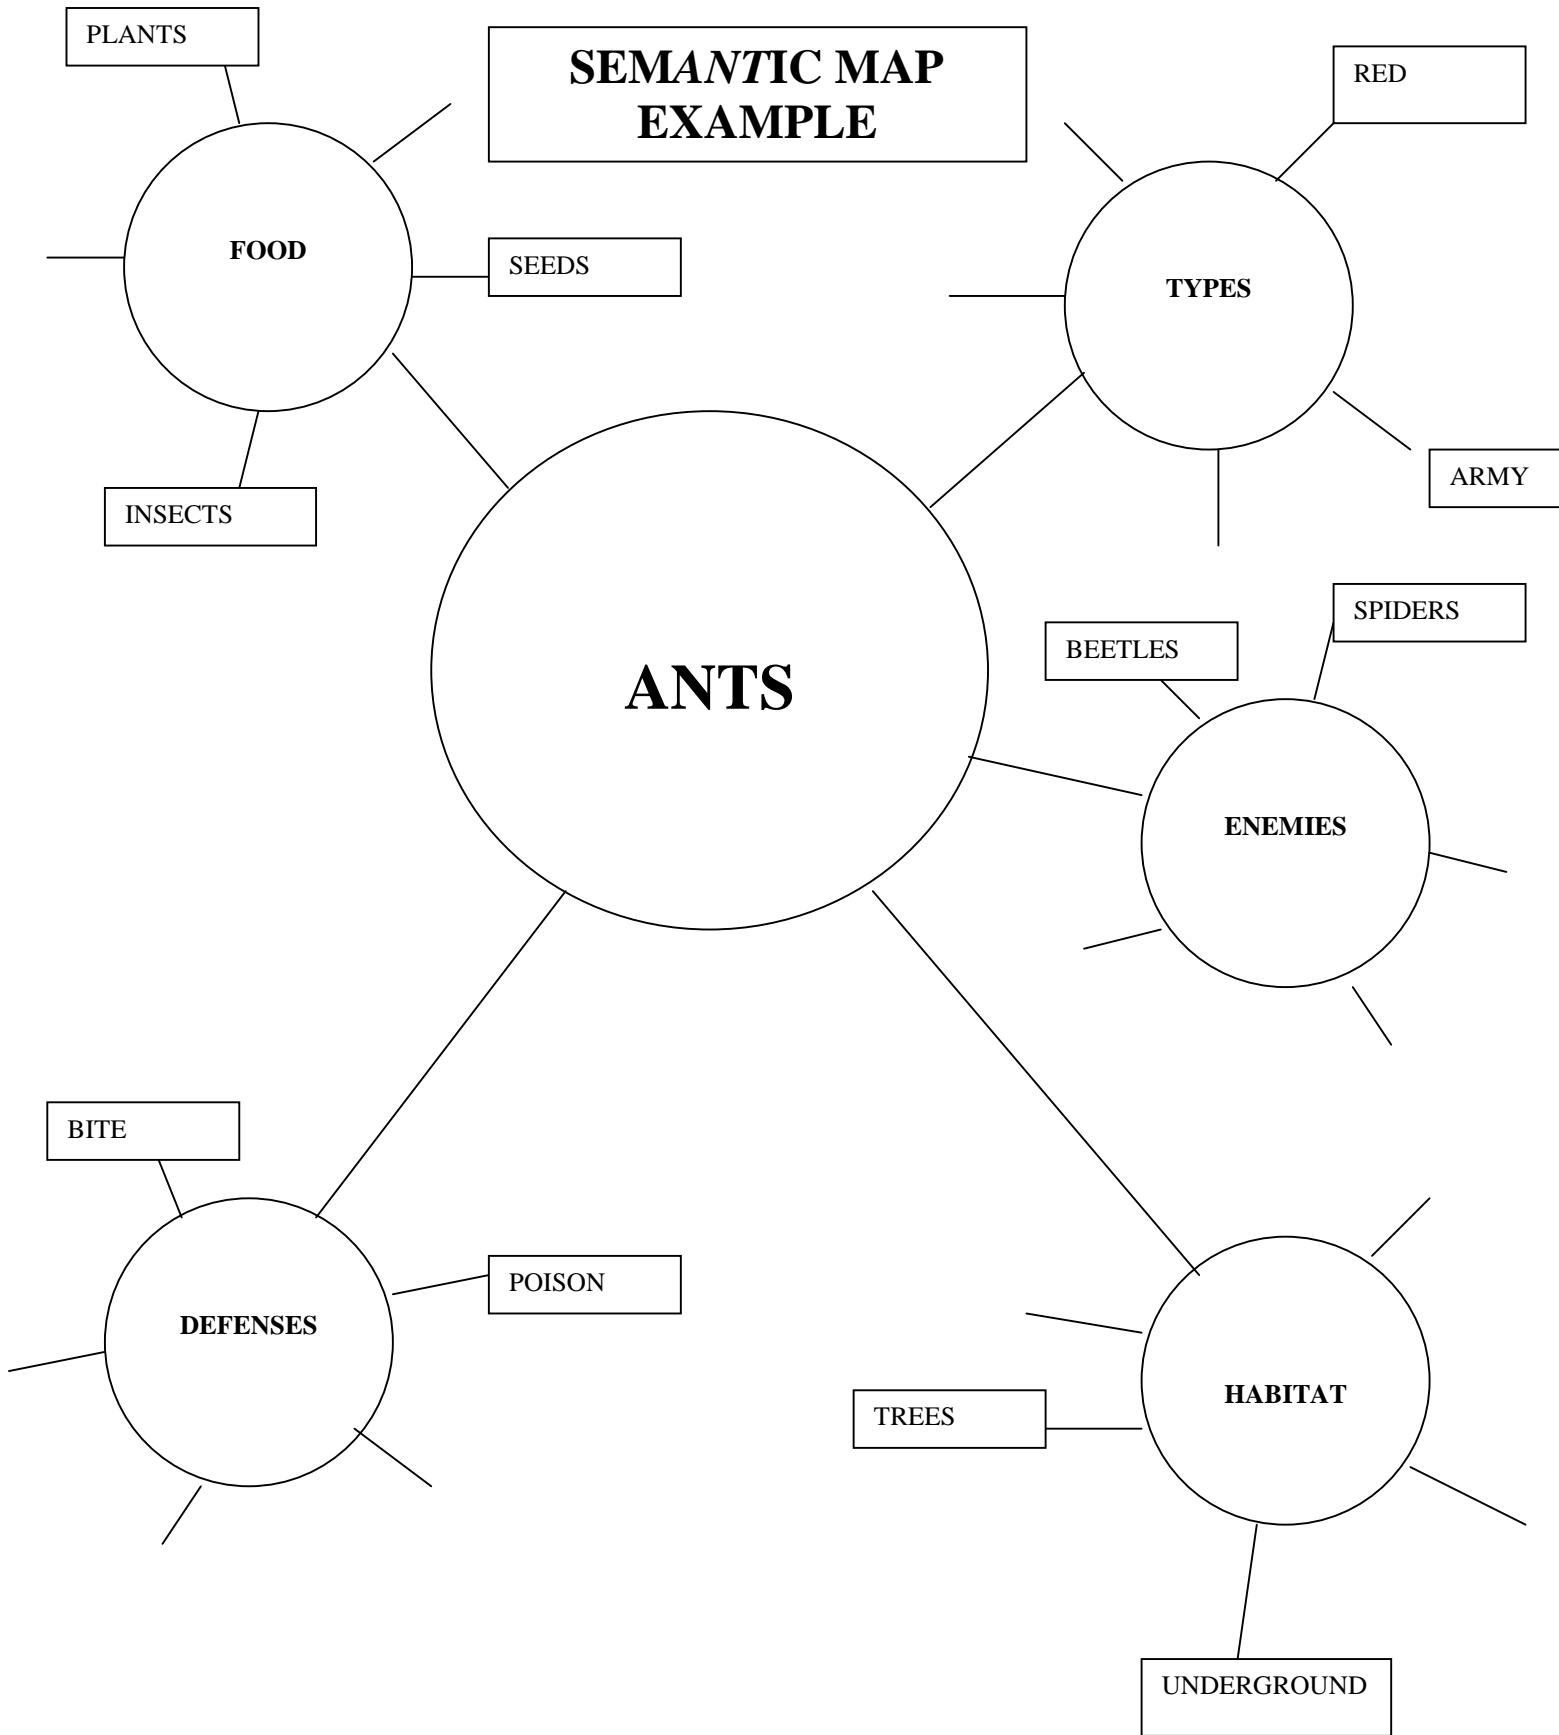 PLANTS
SEMANTIC MAP
EXAMPLE
RED
FOOD
SEEDS
TYPES
INSECTS
ARMY
ANTS
SPIDERS
BEETLES
ENEMIES
BITE
POISON
DEFENSES
TREES
HABITAT
UNDERGROUND